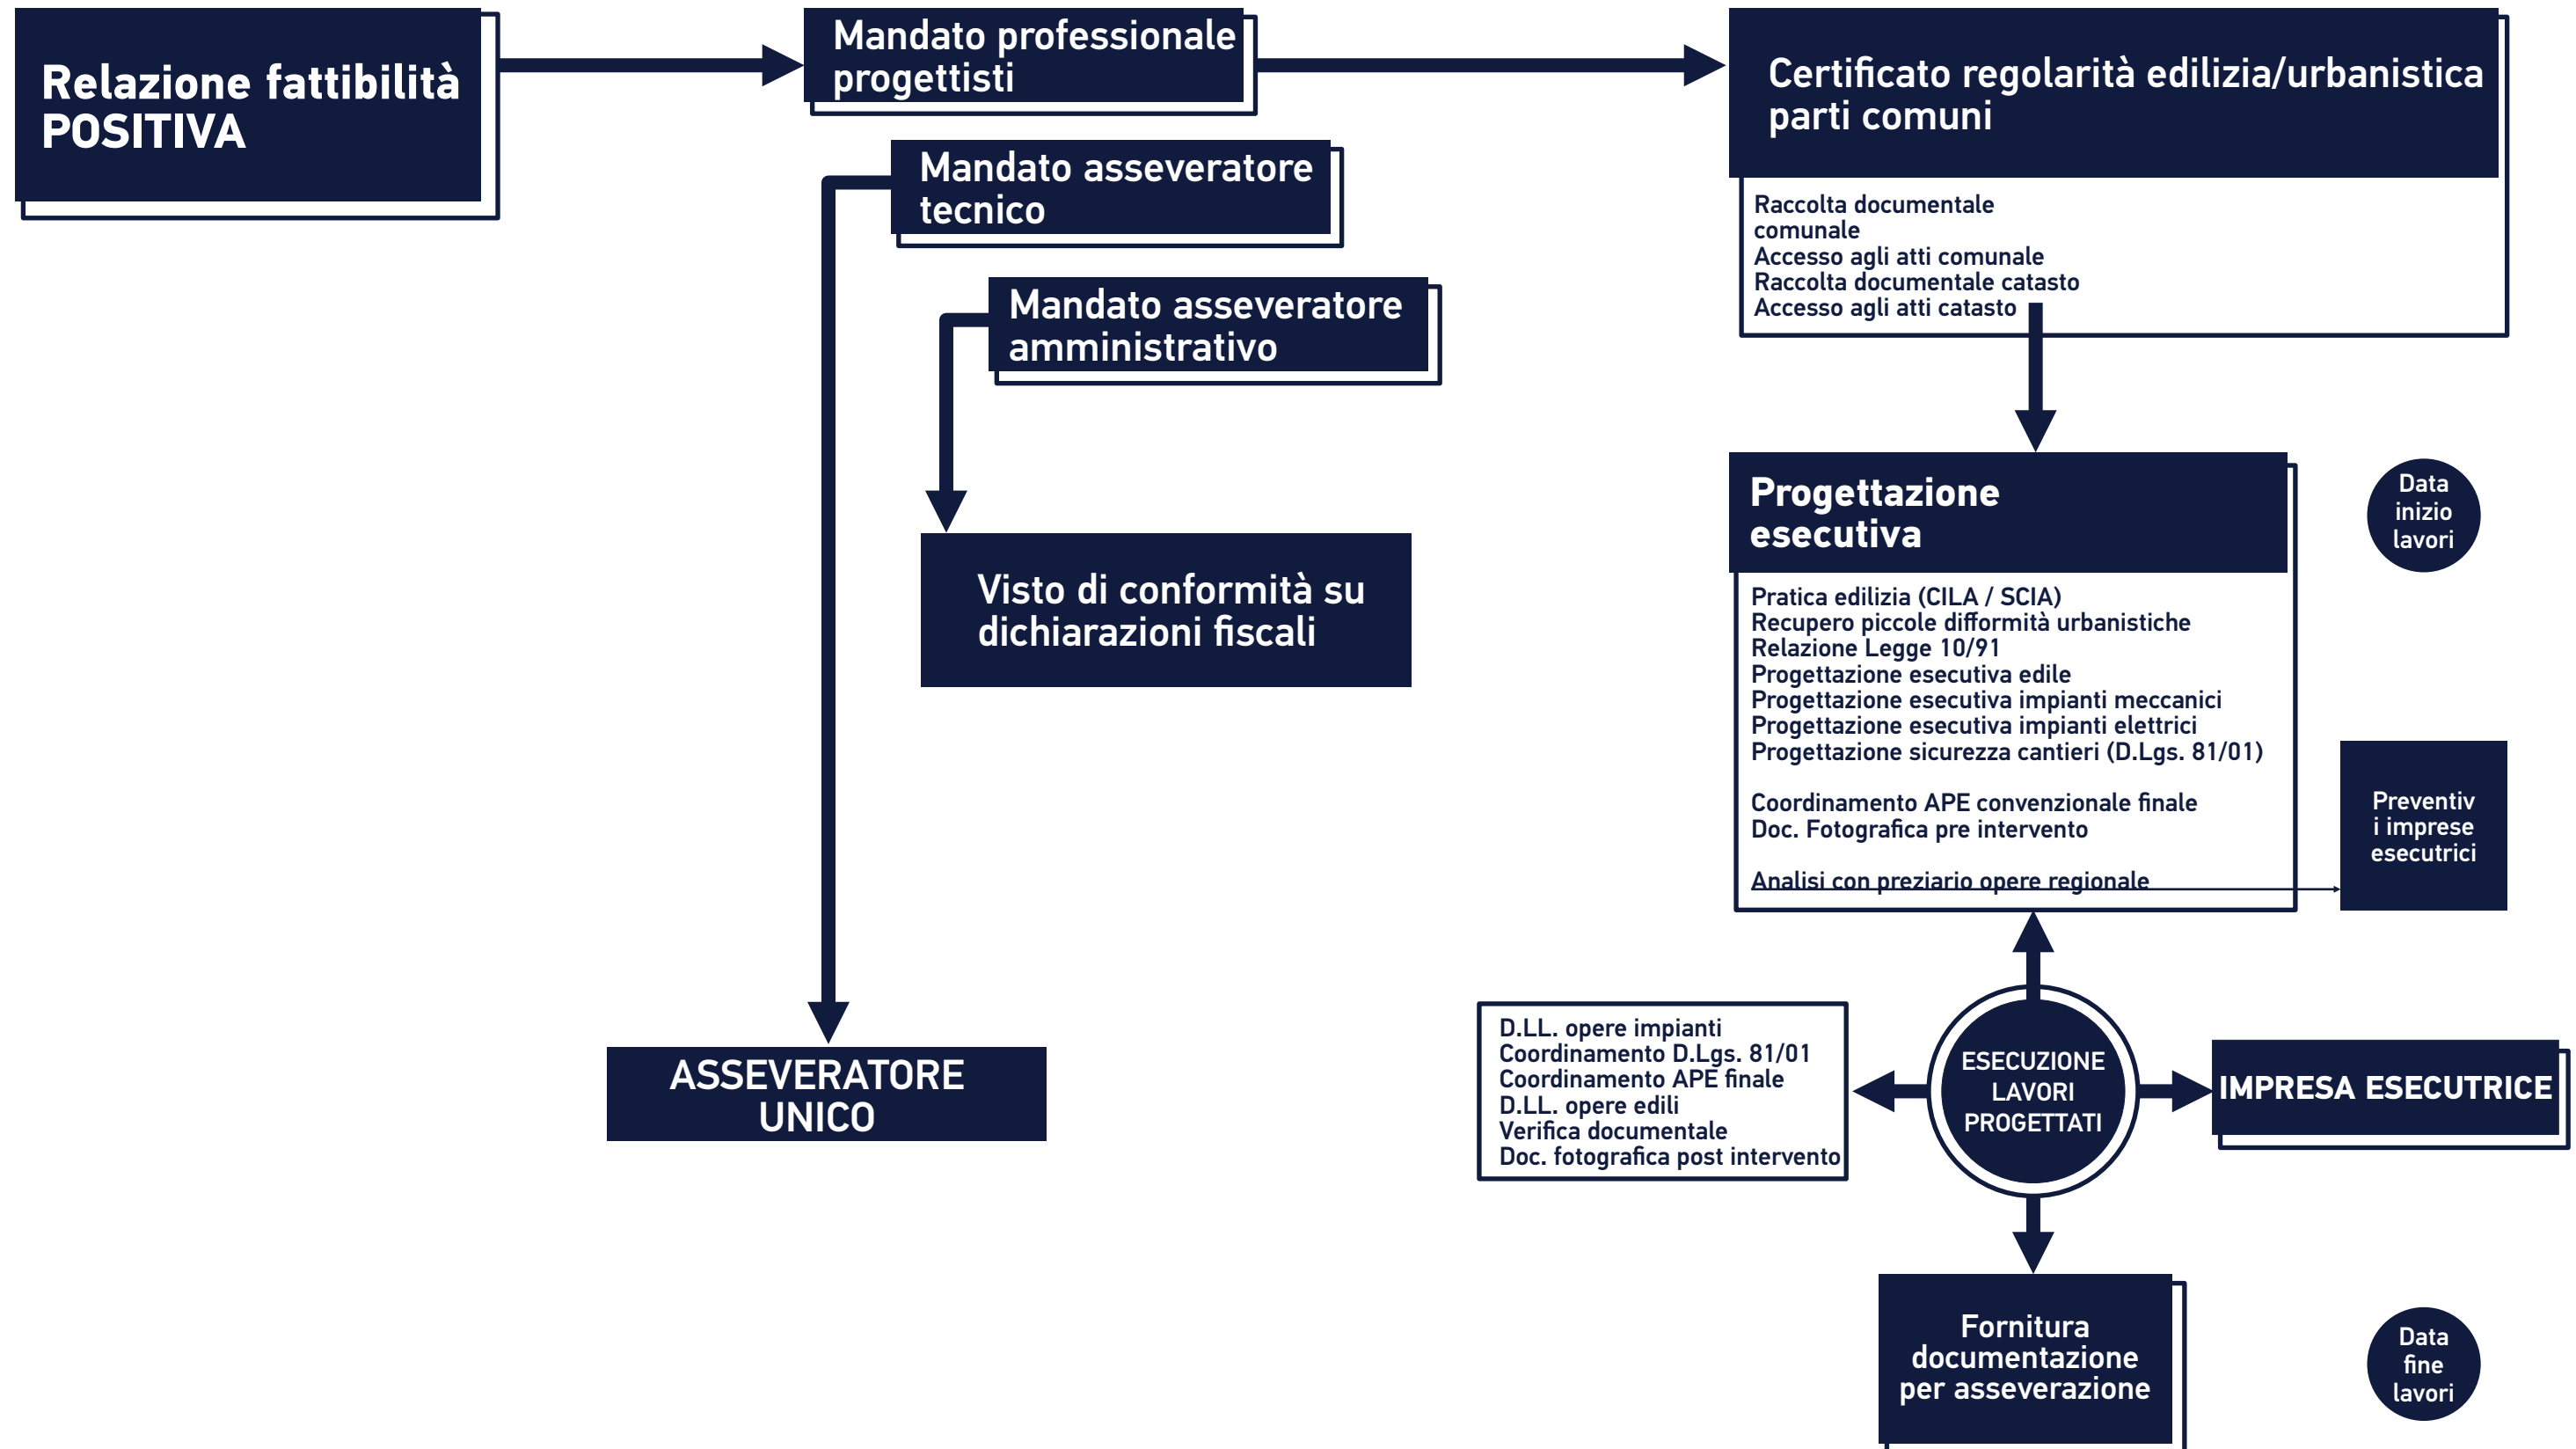 Relazione fattibilità
POSITIVA
Mandato professionale
progettisti
Mandato asseveratore
tecnico
Mandato asseveratore
amministrativo
Visto di conformità su
dichiarazioni fiscali
ASSEVERATORE
UNICO
Certificato regolarità edilizia/urbanistica
parti comuni
Raccolta documentale
comunale
Accesso agli atti comunale
Raccolta documentale catasto
Accesso agli atti catasto
Progettazione
esecutiva
Data
inizio
lavori
Pratica edilizia (CILA / SCIA)
Recupero piccole difformità urbanistiche
Relazione Legge 10/91
Progettazione esecutiva edile
Progettazione esecutiva impianti meccanici
Progettazione esecutiva impianti elettrici
Progettazione sicurezza cantieri (D.Lgs. 81/01)
Coordinamento APE convenzionale finale
Doc. Fotografica pre intervento
Analisi con preziario opere regionale
Preventiv
i imprese
esecutrici
D.LL. opere impianti
Coordinamento D.Lgs. 81/01
Coordinamento APE finale
D.LL. opere edili
Verifica documentale
Doc. fotografica post intervento
ESECUZIONE
LAVORI
PROGETTATI
IMPRESA ESECUTRICE
Fornitura
documentazione
per asseverazione
Data
fine
lavori